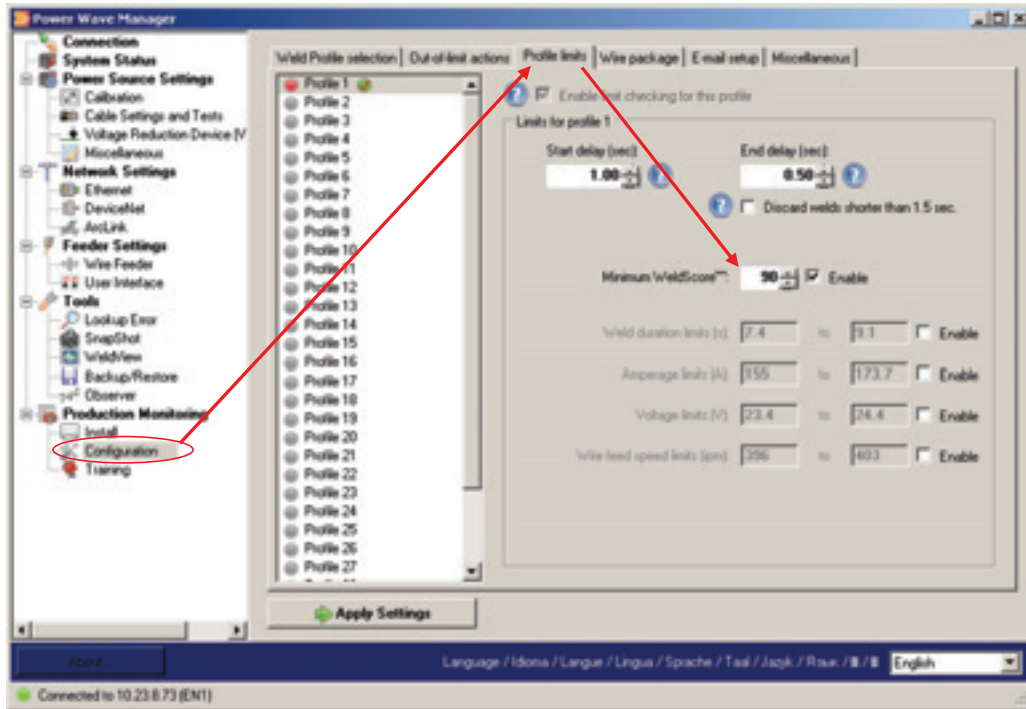 Power Wave Manager
Connection
System Status
Power Source Settings
Calibration
Cable Settings and Tests
Voltage Reduction Device (V
Miscellaneous
Network Settings
Ethernet
DeviceNet
ArcLink
Feeder Settings
Wire Feeder
User Interface
Tools
Lookup Error
SnapShot
WeldView
Backup/Restore
Observer
Production Monitoring
Install
Configuration
Training
Weld Profile selection
Out-of-limit actions
Profile limits
Wire package
E-mail setup
Miscellaneous
Profile 1
Profile 2
Profile 3
Profile 4
Profile 5
Profile 6
Profile 7
Profile 8
Profile 9
Profile 10
Profile 11
Profile 12
Profile 13
Profile 14
Profile 15
Profile 16
Profile 17
Profile 18
Profile 19
Profile 20
Profile 21
Profile 22
Profile 23
Profile 24
Profile 25
Profile 26
Profile 27
Enable limit checking for this profile
Limits for profile 1
Start delay (sec):
End delay (sec):
1.00
0.50
Discard welds shorter than 1.5 sec.
Minimum WeldScore™: 90 Enable
Weld duration limits (s): 7.4 to 9.1 Enable
Amperage limits (A): 155 to 173.7 Enable
Voltage limits (V): 23.4 to 24.4 Enable
Wire feed speed limits (ipm): 396 to 403 Enable
Apply Settings
About
Language / Idioma / Langue / Lingua / Sprache / Taal / Język /
English
Connected to 10.23.8.73 (EN1)